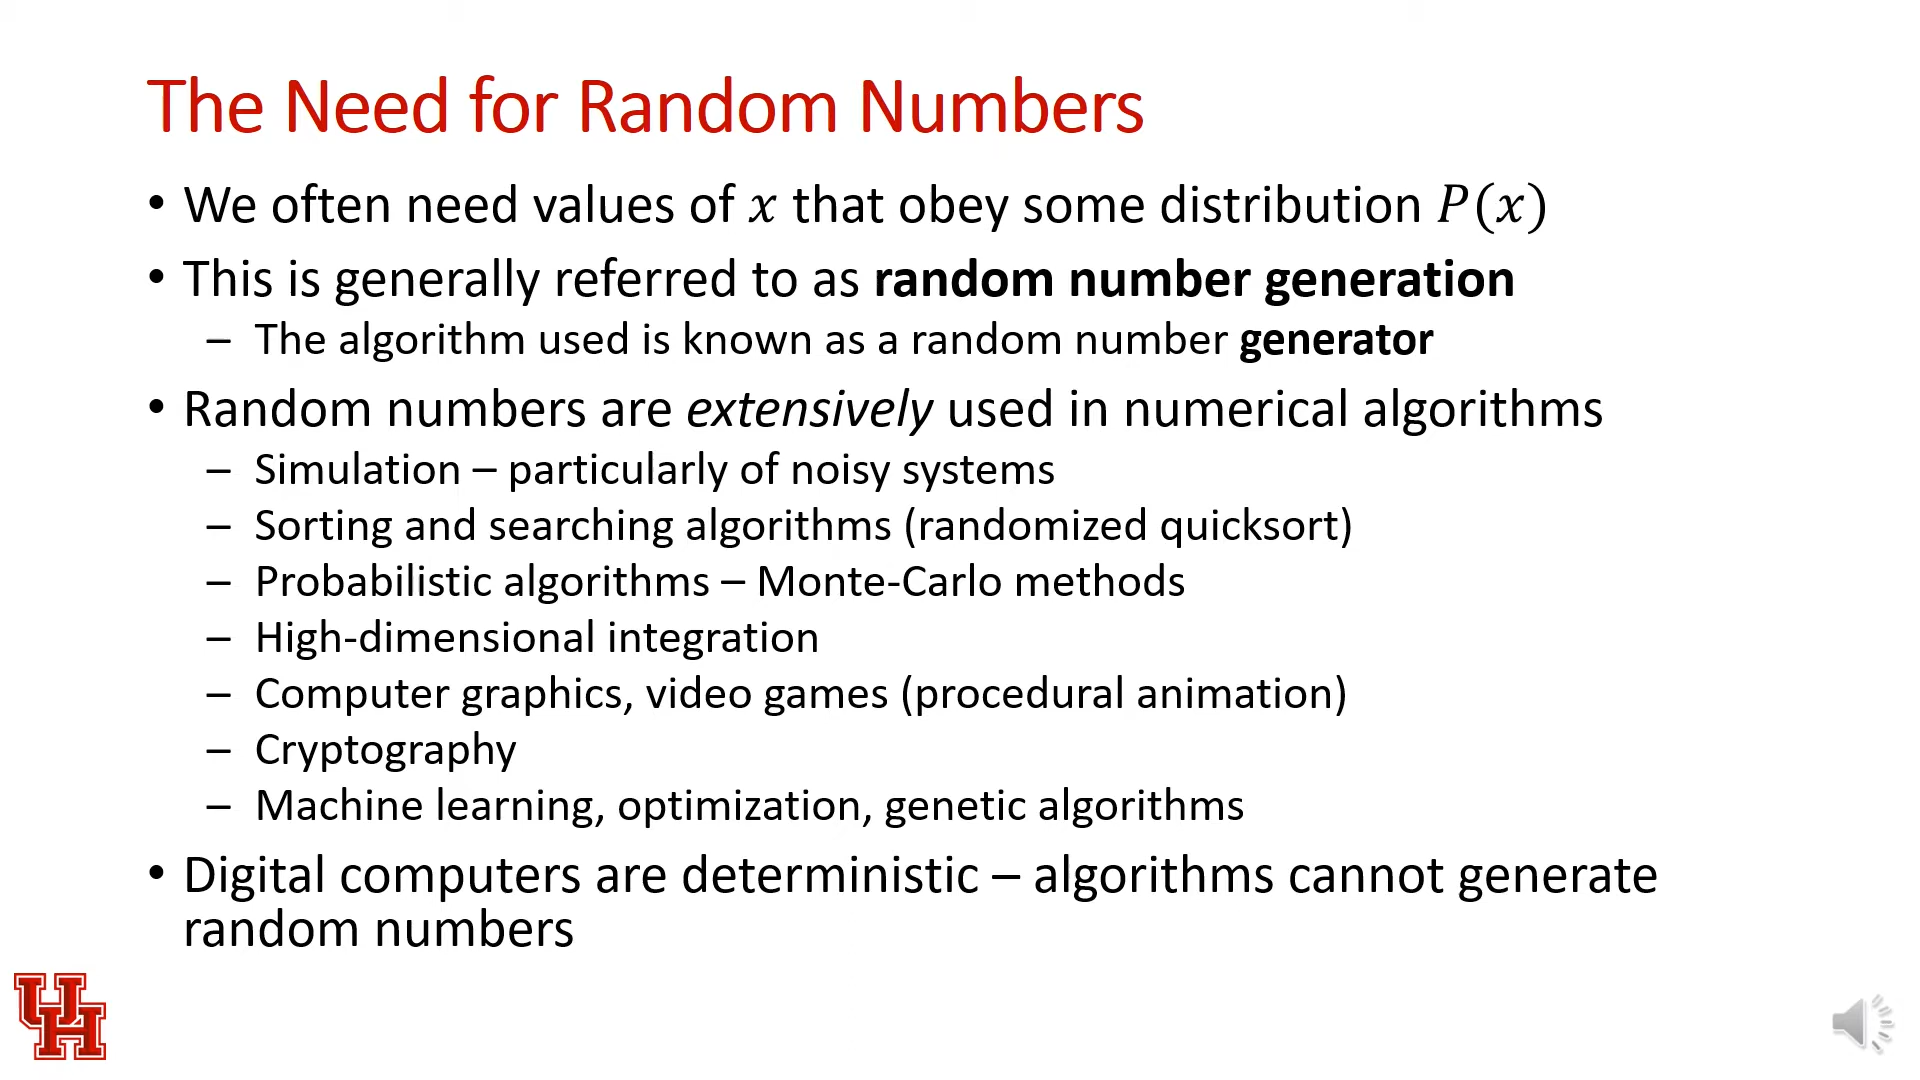 The Need for Random Numbers
• We often need values of 𝑥 that obey some distribution 𝑃(𝑥)
• This is generally referred to as random number generation
– The algorithm used is known as a random number generator
• Random numbers are extensively used in numerical algorithms
– Simulation – particularly of noisy systems
– Sorting and searching algorithms (randomized quicksort)
– Probabilistic algorithms – Monte-Carlo methods
– High-dimensional integration
– Computer graphics, video games (procedural animation)
– Cryptography
– Machine learning, optimization, genetic algorithms
• Digital computers are deterministic – algorithms cannot generate
random numbers
UH